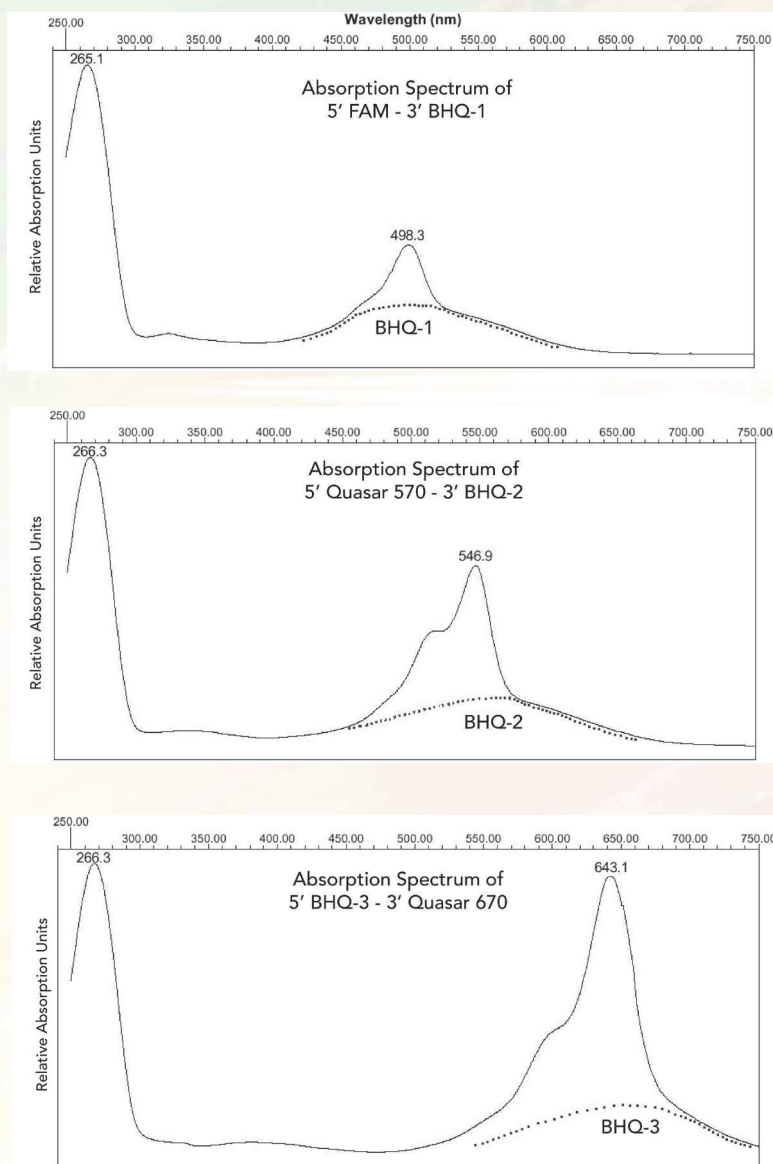 Wavelength (nm)
250.00
300.00 350.00 400.00 450.00 500.00 550.00 600.00 650.00 700.00 750.00
265.1
Absorption Spectrum of
5' FAM - 3' BHQ-1
Relative Absorption Units
498.3
BHQ-1
250.00
300.00 350.00 400.00 450.00 500.00 550.00 600.00 650.00 700.00 750.00
266.3
Absorption Spectrum of
5' Quasar 570 - 3' BHQ-2
Relative Absorption Units
546.9
BHQ-2
250.00
300.00 350.00 400.00 450.00 500.00 550.00 600.00 650.00 700.00 750.00
266.3
643.1
Absorption Spectrum of
5' BHQ-3 - 3' Quasar 670
Relative Absorption Units
BHQ-3